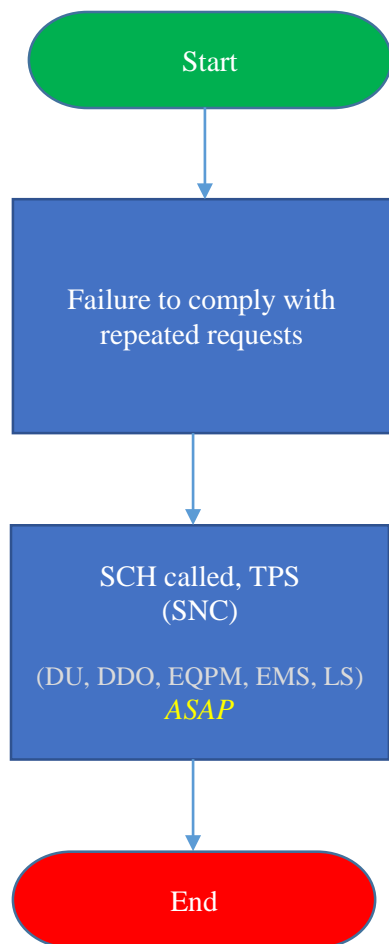 Start
Failure to comply with
repeated requests
SCH called, TPS
(SNC)
(DU, DDO, EQPM, EMS, LS)
ASAP
End